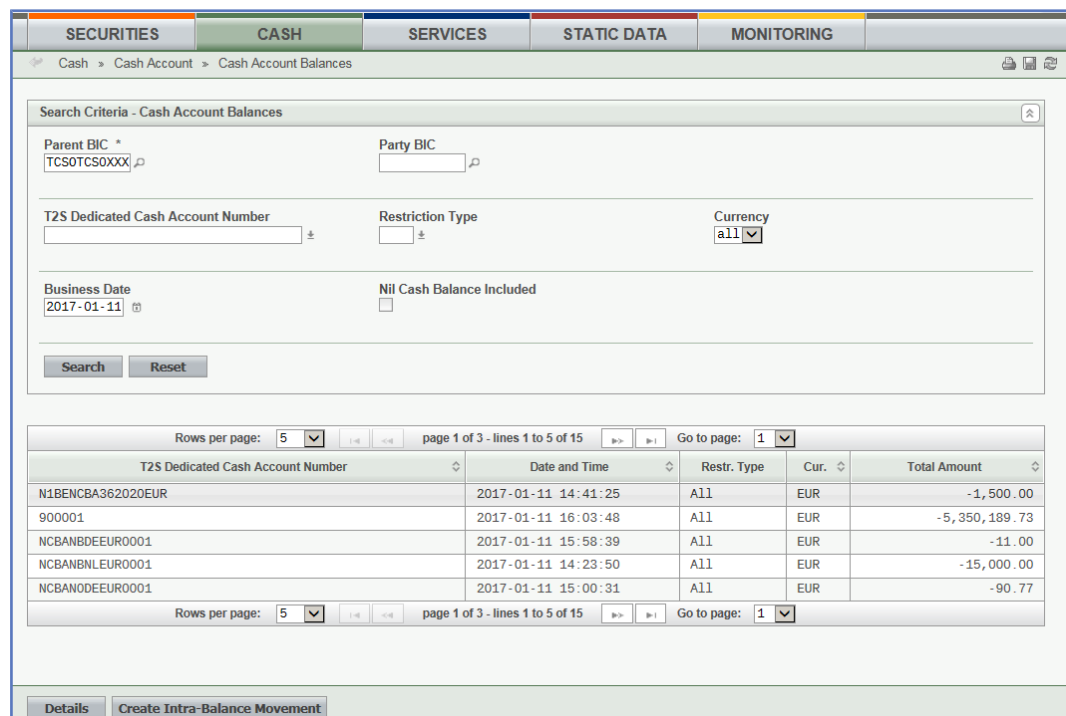 SECURITIES CASH SERVICES STATIC DATA MONITORING
Cash » Cash Account » Cash Account Balances
Search Criteria - Cash Account Balances
Parent BIC * Party BIC
TCSOTCSOXXX
T2S Dedicated Cash Account Number Restriction Type Currency
all
Business Date Nil Cash Balance Included
2017-01-11
Search Reset
Rows per page: 5 page 1 of 3 - lines 1 to 5 of 15 Go to page: 1
T2S Dedicated Cash Account Number Date and Time Restr. Type Cur. Total Amount
N1BENCBA362020EUR 2017-01-11 14:41:25 All EUR -1,500.00
900001 2017-01-11 16:03:48 All EUR -5,350,189.73
NCBANBDEEUR0001 2017-01-11 15:58:39 All EUR -11.00
NCBANBNLEUR0001 2017-01-11 14:23:50 All EUR -15,000.00
NCBANODEEUR0001 2017-01-11 15:00:31 All EUR -90.77
Rows per page: 5 page 1 of 3 - lines 1 to 5 of 15 Go to page: 1
Details Create Intra-Balance Movement